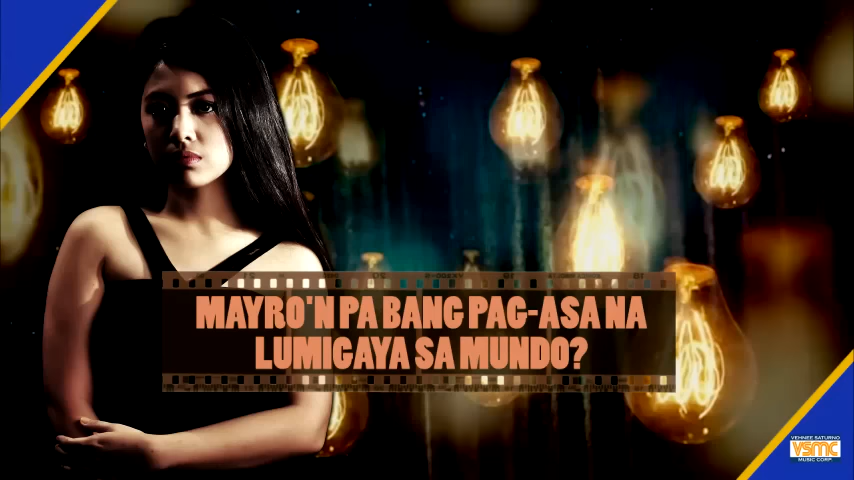 MAYRO'N PA BANG PAG-ASA NA
LUMIGAYA SA MUNDO?
VEHNEE SATURNO
VSMC
MUSIC CORP